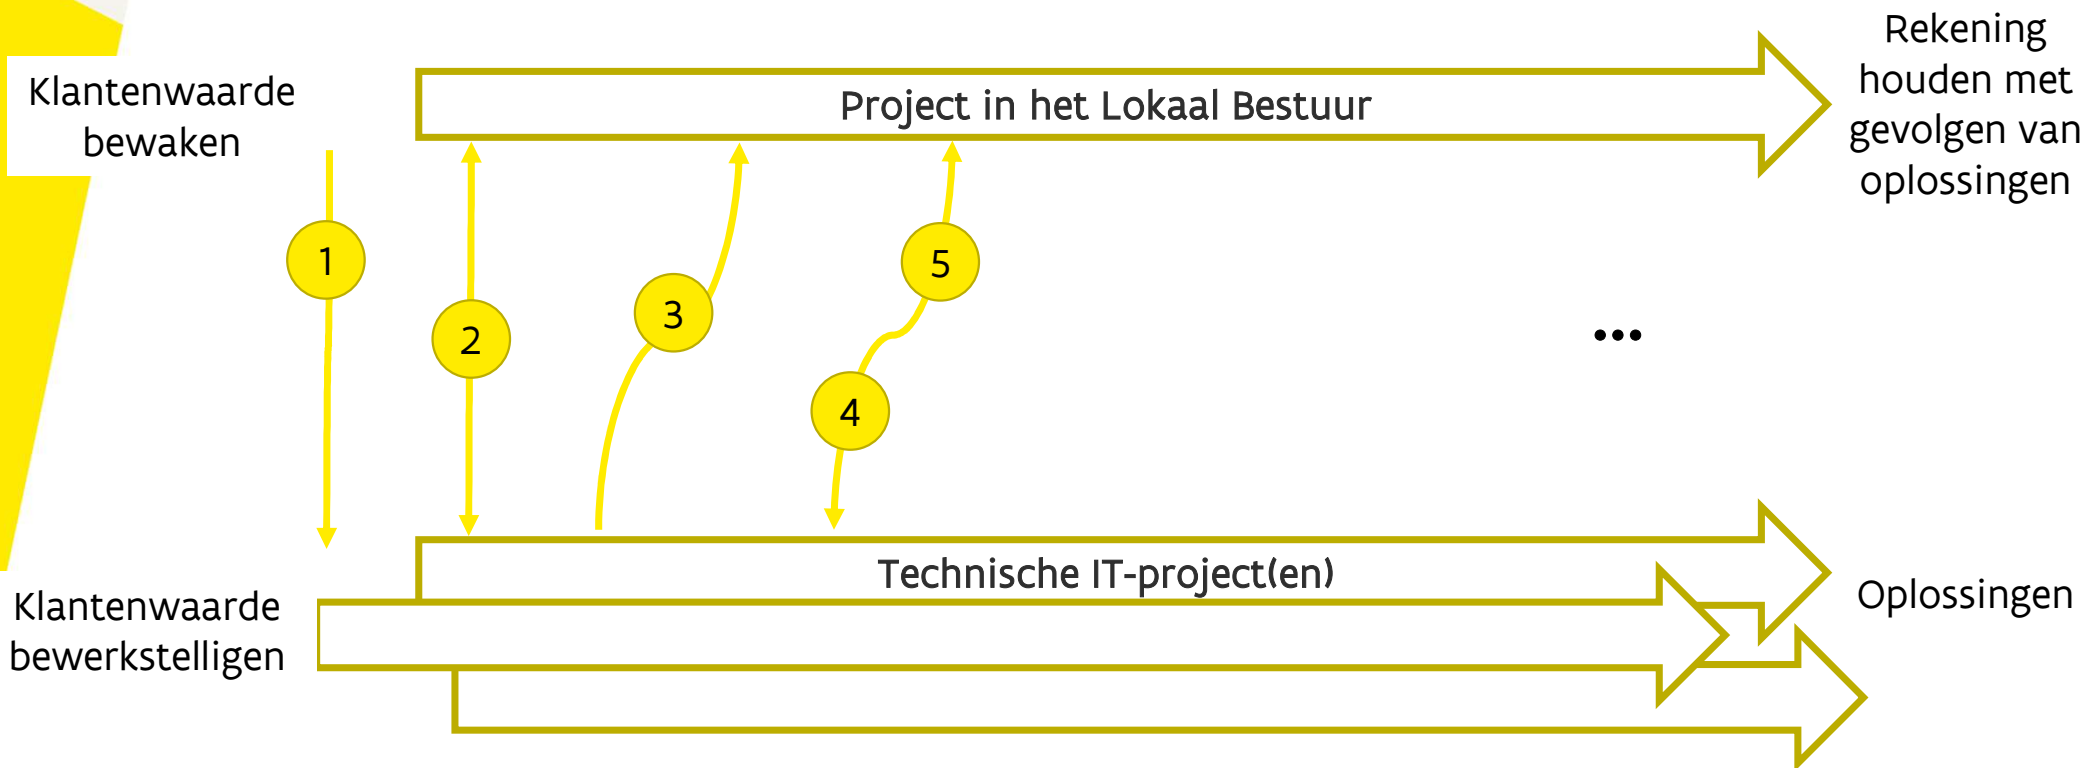 Klantenwaarde
bewaken
Project in het Lokaal Bestuur
Rekening
houden met
gevolgen van
oplossingen
1
2
3
4
5
...
Technische IT-project(en)
Klantenwaarde
bewerkstelligen
Oplossingen